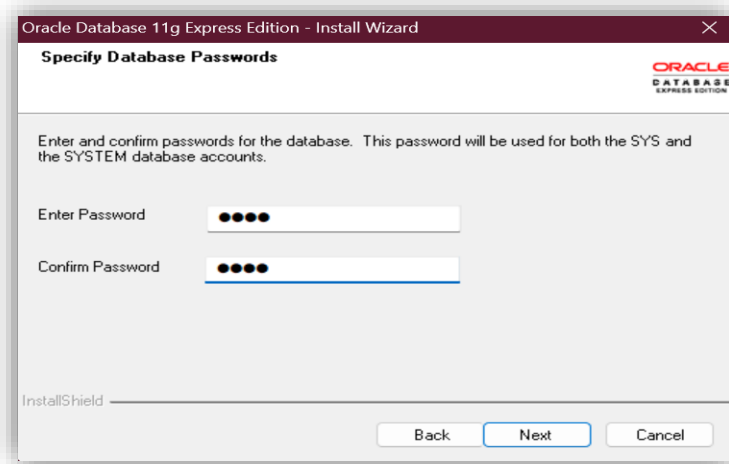 Oracle Database 11g Express Edition - Install Wizard
Specify Database Passwords
ORACLE
DATABASE
EXPRESS EDITION
Enter and confirm passwords for the database. This password will be used for both the SYS and
the SYSTEM database accounts.
Enter Password ●●●●
Confirm Password ●●●●
InstallShield
Back Next Cancel